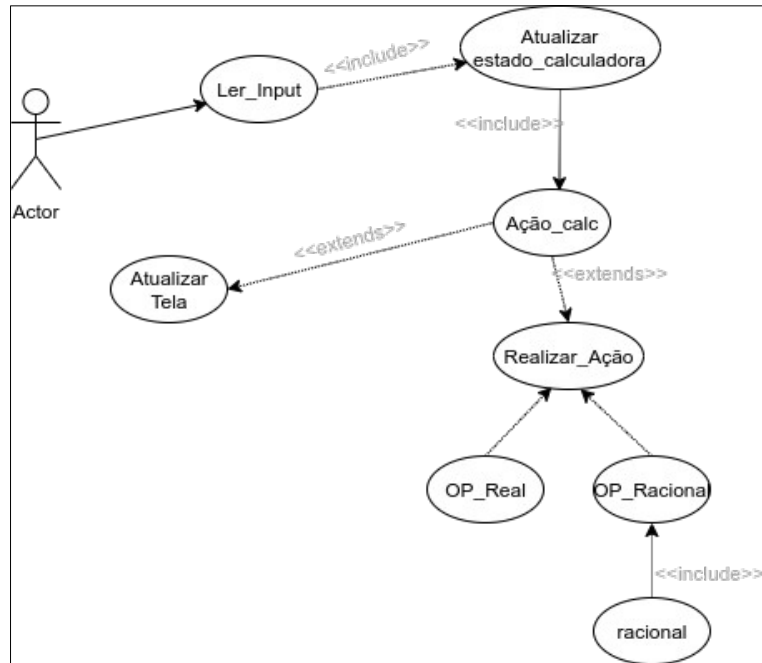 Atualizar
estado_calculadora
<<include>>
Ler_Input
<<include>>
Actor
Ação_calc
<<extends>>
Atualizar
Tela
<<extends>>
Realizar_Ação
OP_Real
OP_Racional
<<include>>
racional